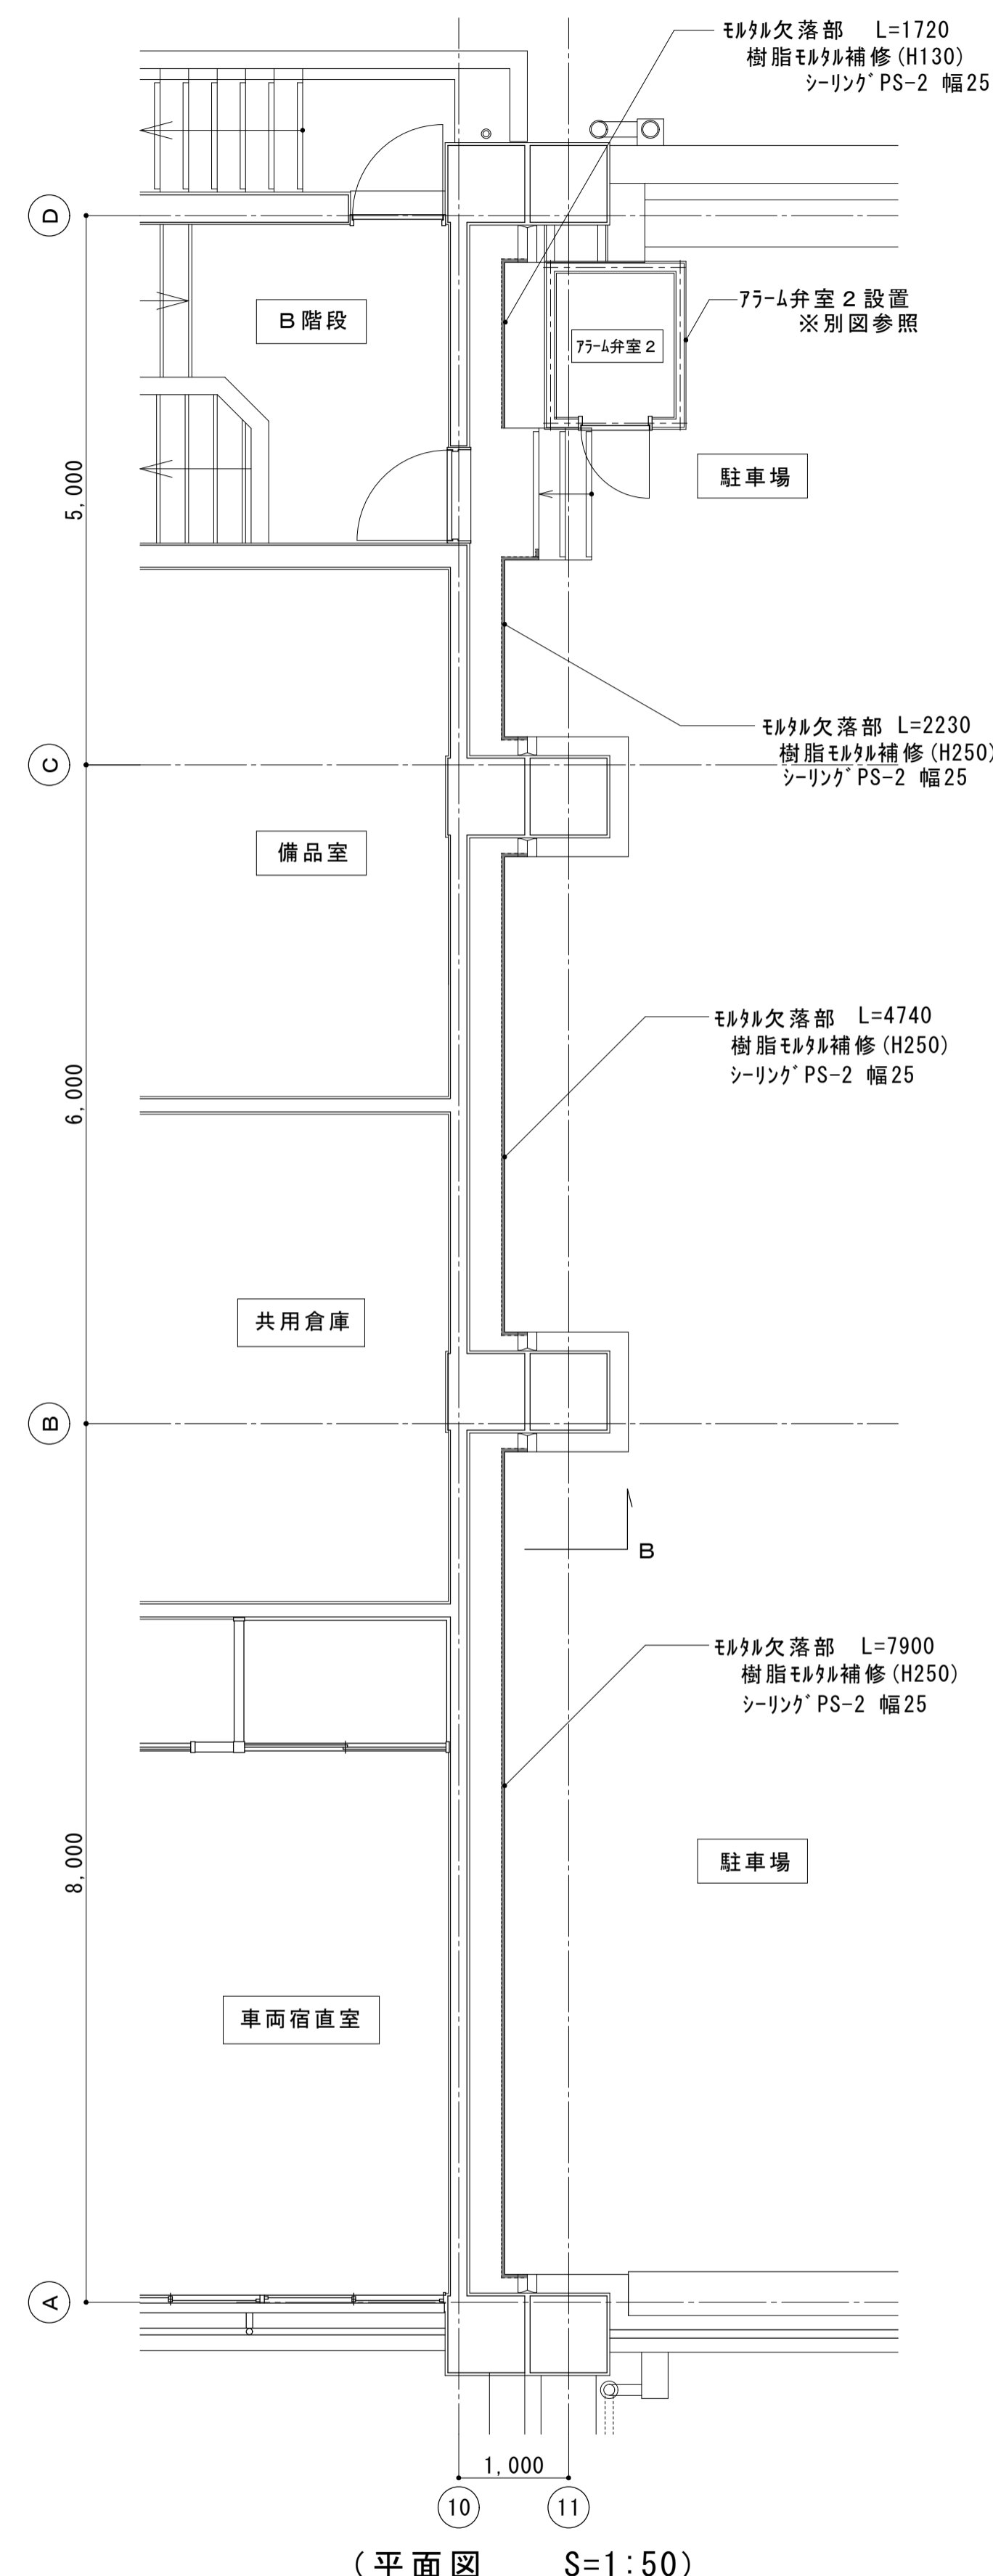 ﾓﾙﾀﾙ欠落部 L=1720
樹脂ﾓﾙﾀﾙ補修(H130)
ｼｰﾘﾝｸﾞPS-2 幅25
D
B階段
ｱﾗｰﾑ弁室2設置
※別図参照
ｱﾗｰﾑ弁室2
駐車場
5,000
ﾓﾙﾀﾙ欠落部 L=2230
樹脂ﾓﾙﾀﾙ補修(H250)
ｼｰﾘﾝｸﾞPS-2 幅25
C
備品室
ﾓﾙﾀﾙ欠落部 L=4740
樹脂ﾓﾙﾀﾙ補修(H250)
ｼｰﾘﾝｸﾞPS-2 幅25
6,000
共用倉庫
B
B
ﾓﾙﾀﾙ欠落部 L=7900
樹脂ﾓﾙﾀﾙ補修(H250)
ｼｰﾘﾝｸﾞPS-2 幅25
8,000
駐車場
車両宿直室
A
1,000
10
11
(平面図 S=1:50)